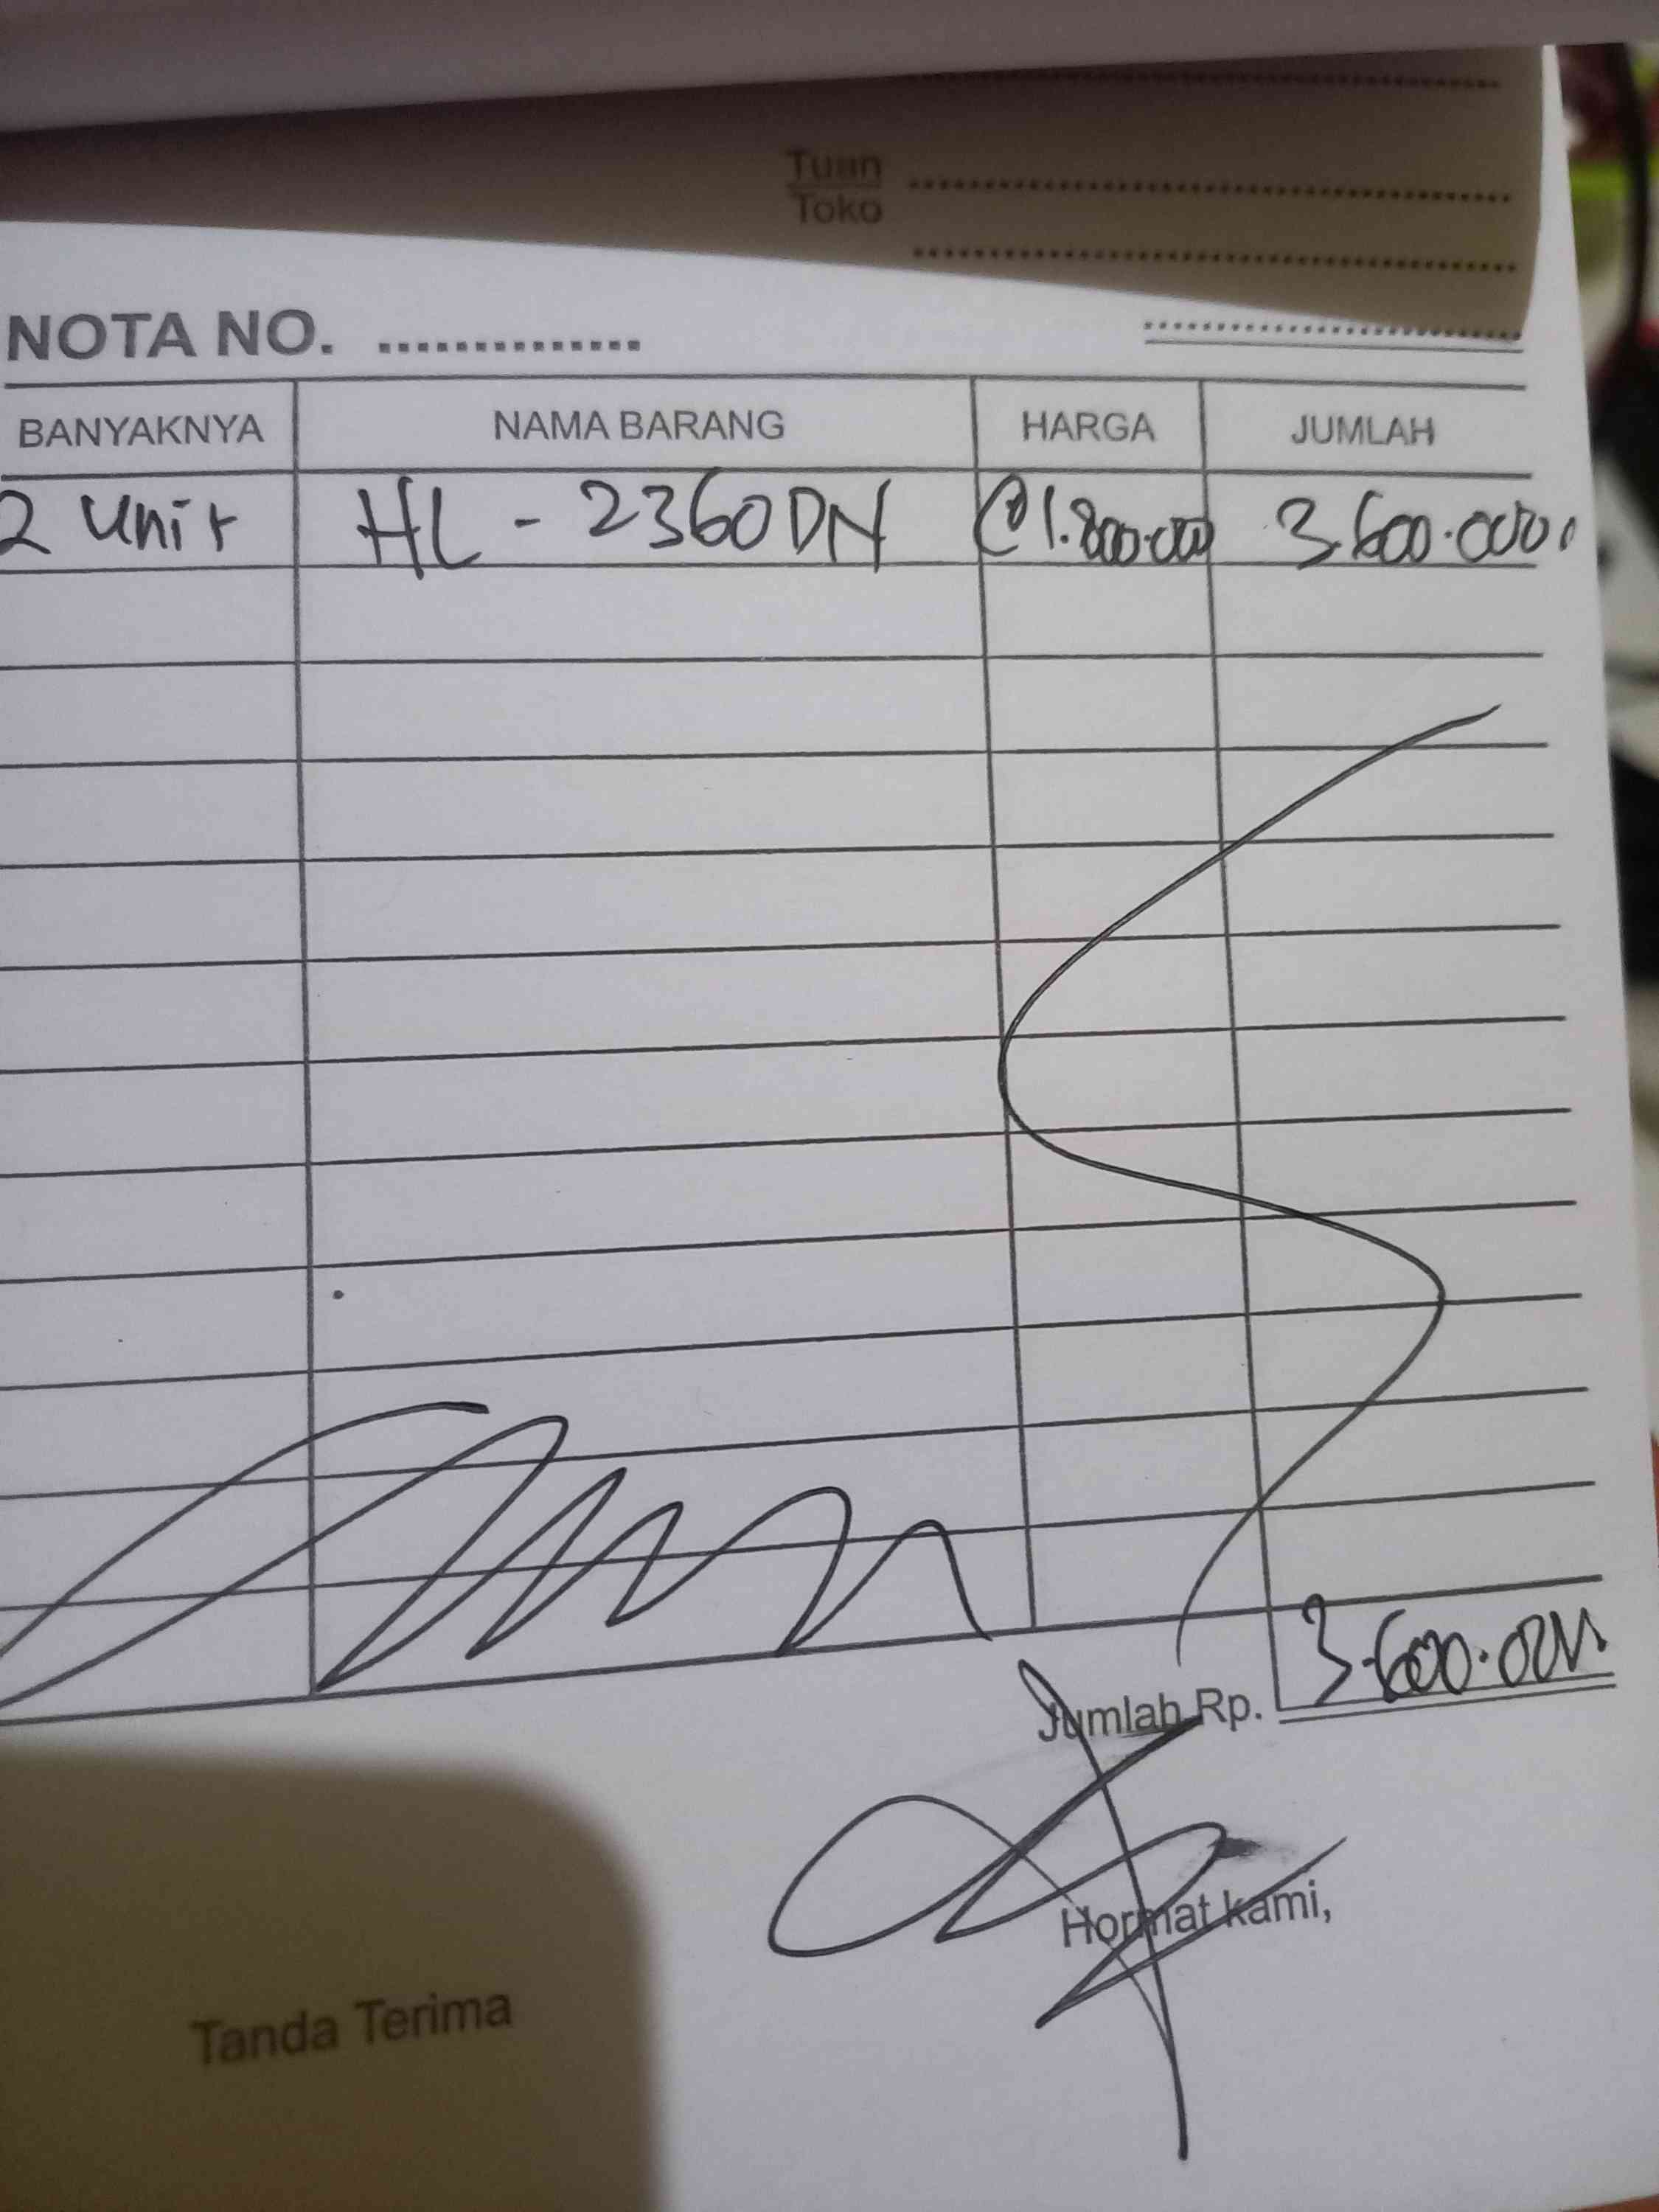 Tuan
Toko
NOTA NO.
BANYAKNYA NAMA BARANG HARGA JUMLAH
2 Unit HL - 2360DN @1.800.000 3.600.000
Jumlah Rp. 3.600.000
Hormat kami,
Tanda Terima